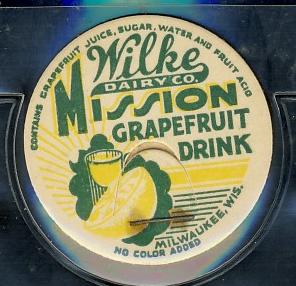 CONTAINS GRAPEFRUIT JUICE, SUGAR, WATER AND FRUIT ACID
Wilke
DAIRY CO.
MISSION
GRAPEFRUIT
DRINK
MILWAUKEE, WIS.
NO COLOR ADDED